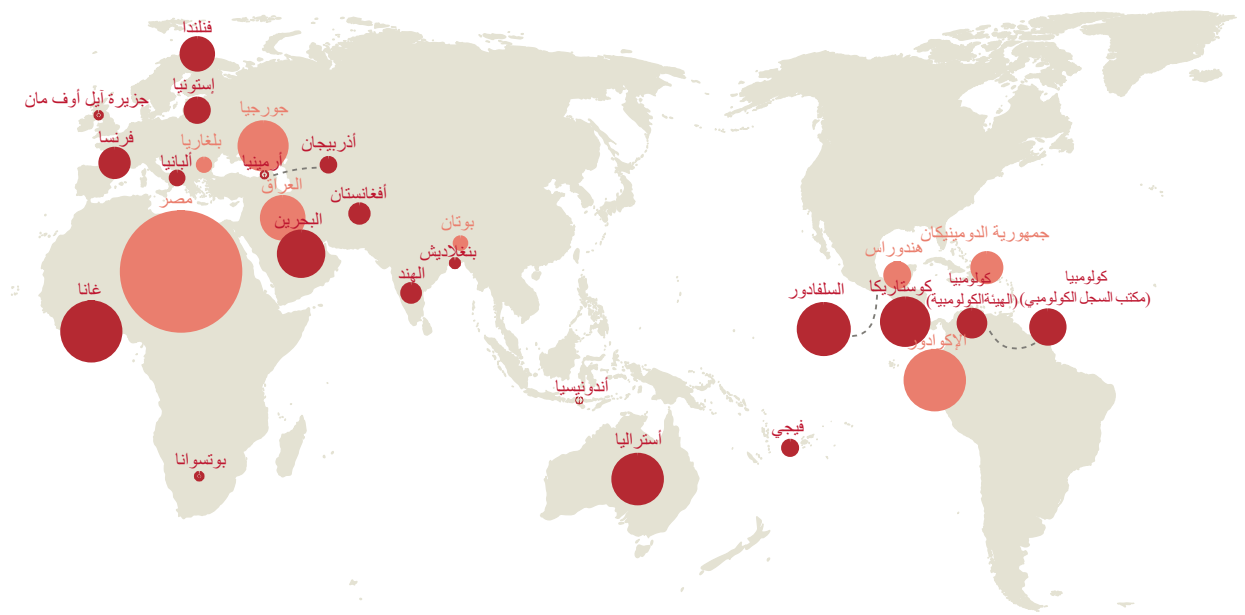 فنلندا
إستونيا
جزيرة آيل أوف مان
جورجيا
فرنسا
بلغاريا
ألبانيا
أرمينيا
أذربيجان
العراق
أفغانستان
مصر
البحرين
بوتان
بنغلاديش
الهند
غانا
جمهورية الدومينيكان
هندوراس
السلفادور
كوستاريكا
كولومبيا
(الهيئة الكولومبية)
كولومبيا
(مكتب السجل الكولومبي)
الإكوادور
أندونيسيا
فيجي
أستراليا
بوتسوانا